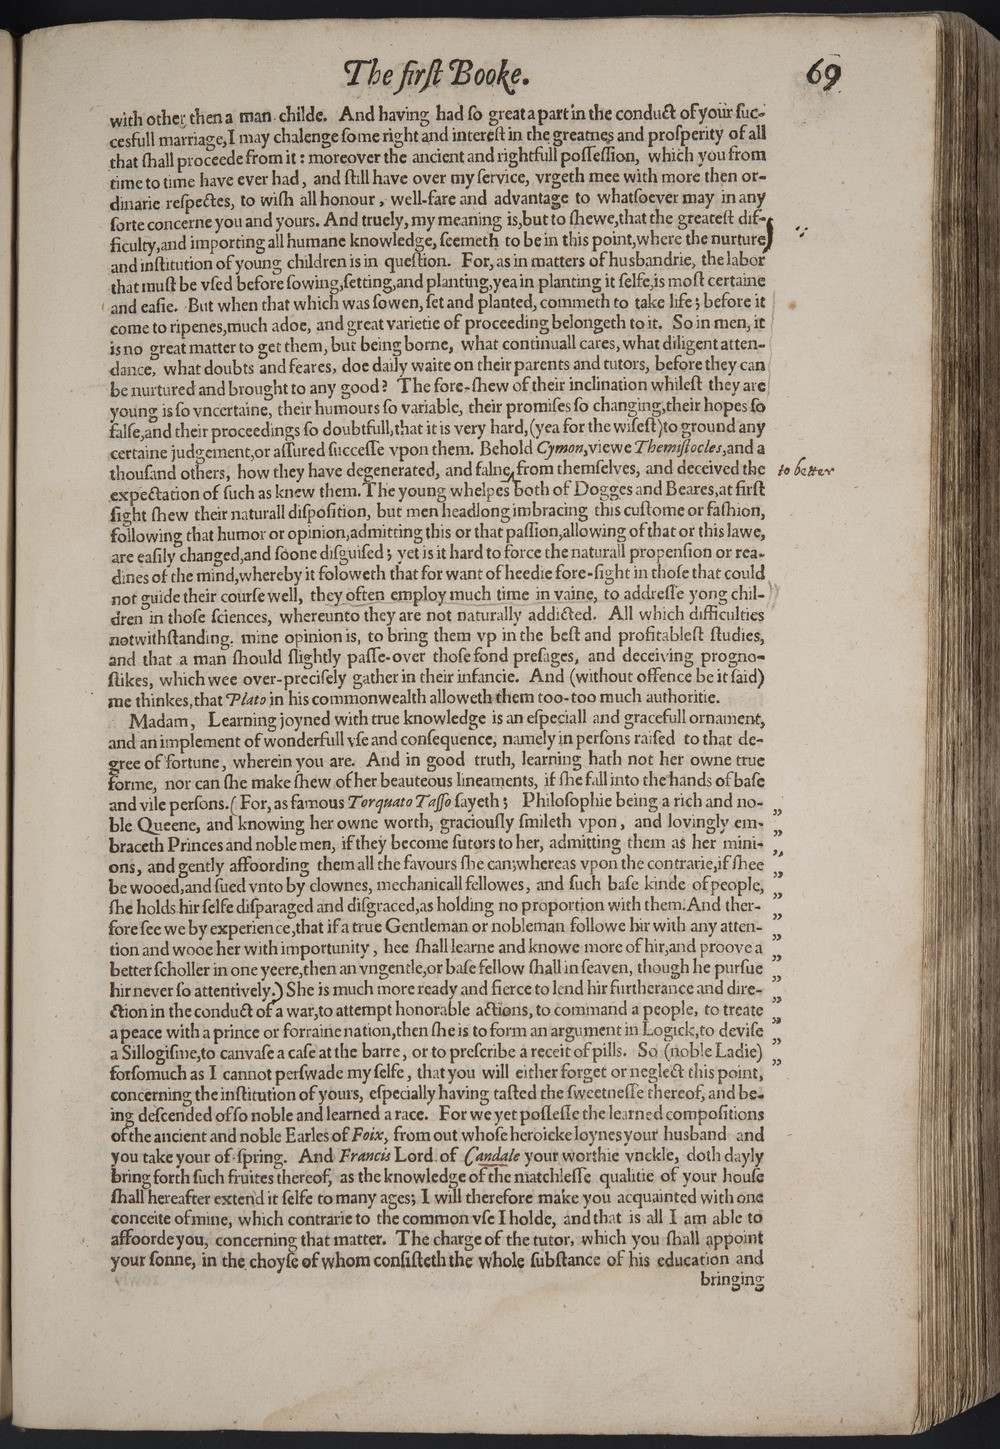 The firſt Booke. 69
with other then a man childe. And having had ſo great a part in the conduct of your ſuc-
cesfull marriage, I may chalenge ſome right and intereſt in the greatnes and proſperity of all
that ſhall proceede from it : moreover the ancient and rightfull poſſeſſion, which you from
time to time have ever had, and ſtill have over my ſervice, vrgeth mee with more then or-
dinarie reſpectes, to wiſh all honour, well-fare and advantage to whatſoever may in any
ſorte concerne you and yours. And truely, my meaning is, but to ſhewe, that the greateſt dif-
ficulty, and importing all humane knowledge, ſeemeth to be in this point, where the nurture
and inſtitution of young children is in queſtion. For, as in matters of husbandrie, the labor
that muſt be vſed before ſowing, ſetting, and planting, yea in planting it ſelfe, is moſt certaine
and eaſie. But when that which was ſowen, ſet and planted, commeth to take life ; before it
come to ripenes, much adoe, and great varietie of proceeding belongeth to it. So in men, it
is no great matter to get them, but being borne, what continuall cares, what diligent atten-
dance, what doubts and feares, doe daily waite on their parents and tutors, before they can
be nurtured and brought to any good? The fore-ſhew of their inclination whileſt they are
young is ſo vncertaine, their humours ſo variable, their promiſes ſo changing, their hopes ſo
falſe, and their proceedings ſo doubtfull, that it is very hard, (yea for the wiſeſt) to ground any
certaine judgement, or aſſured ſucceſſe vpon them. Behold Cymon, viewe Themiſtocles, and a
thouſand others, how they have degenerated, and falne^from themſelves, and deceived the to better
expectation of ſuch as knew them. The young whelpes both of Dogges and Beares, at firſt
ſight ſhew their naturall diſpoſition, but men headlong imbracing this cuſtome or faſhion,
following that humor or opinion, admitting this or that paſſion, allowing of that or this lawe,
are eaſily changed, and ſoone diſguiſed ; yet is it hard to force the naturall propenſion or rea-
dines of the mind, whereby it foloweth that for want of heedie fore-ſight in thoſe that could
not guide their courſe well, they often employ much time in vaine, to addreſſe yong chil-
dren in thoſe ſciences, whereunto they are not naturally addicted. All which difficulties
notwithſtanding. mine opinion is, to bring them vp in the beſt and profitableſt ſtudies,
and that a man ſhould ſlightly paſſe-over thoſe fond preſages, and deceiving progno-
ſtikes, which wee over-preciſely gather in their infancie. And (without offence be it ſaid)
me thinkes, that Plato in his commonwealth alloweth them too-too much authoritie.
Madam, Learning joyned with true knowledge is an eſpeciall and gracefull ornament,
and an implement of wonderfull vſe and conſequence, namely in perſons raiſed to that de-
gree of fortune, wherein you are. And in good truth, learning hath not her owne true
forme, nor can ſhe make ſhew of her beauteous lineaments, if ſhe fall into the hands of baſe
and vile perſons. ( For, as famous Torquato Taſſo ſayeth ; Philoſophie being a rich and no- „
ble Queene, and knowing her owne worth, graciouſly ſmileth vpon, and lovingly em- „
braceth Princes and noble men, if they become ſutors to her, admitting them as her mini- „
ons, and gently affoording them all the favours ſhe can; whereas vpon the contrarie, if ſhee „
be wooed, and ſued vnto by clownes, mechanicall fellowes, and ſuch baſe kinde of people, „
ſhe holds hir ſelfe diſparaged and diſgraced, as holding no proportion with them. And ther- „
fore ſee we by experience, that if a true Gentleman or nobleman followe hir with any atten- „
tion and wooe her with importunity, hee ſhall learne and knowe more of hir, and proove a „
better ſcholler in one yeere, then an vngentle, or baſe fellow ſhall in ſeaven, though he purſue „
hir never ſo attentively.) She is much more ready and fierce to lend hir furtherance and dire- „
ction in the conduct of a war, to attempt honorable actions, to command a people, to treate „
a peace with a prince or forraine nation, then ſhe is to form an argument in Logick, to deviſe „
a Sillogiſme, to canvaſe a caſe at the barre, or to preſcribe a receit of pills. So (noble Ladie) „
forſomuch as I cannot perſwade my ſelfe, that you will either forget or neglect this point,
concerning the inſtitution of yours, eſpecially having taſted the ſweetneſſe thereof, and be-
ing deſcended of ſo noble and learned a race. For we yet poſſeſſe the learned compoſitions
of the ancient and noble Earles of Foix, from out whoſe heroicke loynes your husband and
you take your of-ſpring. And Francis Lord of Candale your worthie vnckle, doth dayly
bring forth ſuch fruites thereof, as the knowledge of the matchleſſe qualitie of your houſe
ſhall hereafter extend it ſelfe to many ages; I will therefore make you acquainted with one
conceite of mine, which contrarie to the common vſe I holde, and that is all I am able to
affoorde you, concerning that matter. The charge of the tutor, which you ſhall appoint
your ſonne, in the choyſe of whom conſiſteth the whole ſubſtance of his education and
bringing